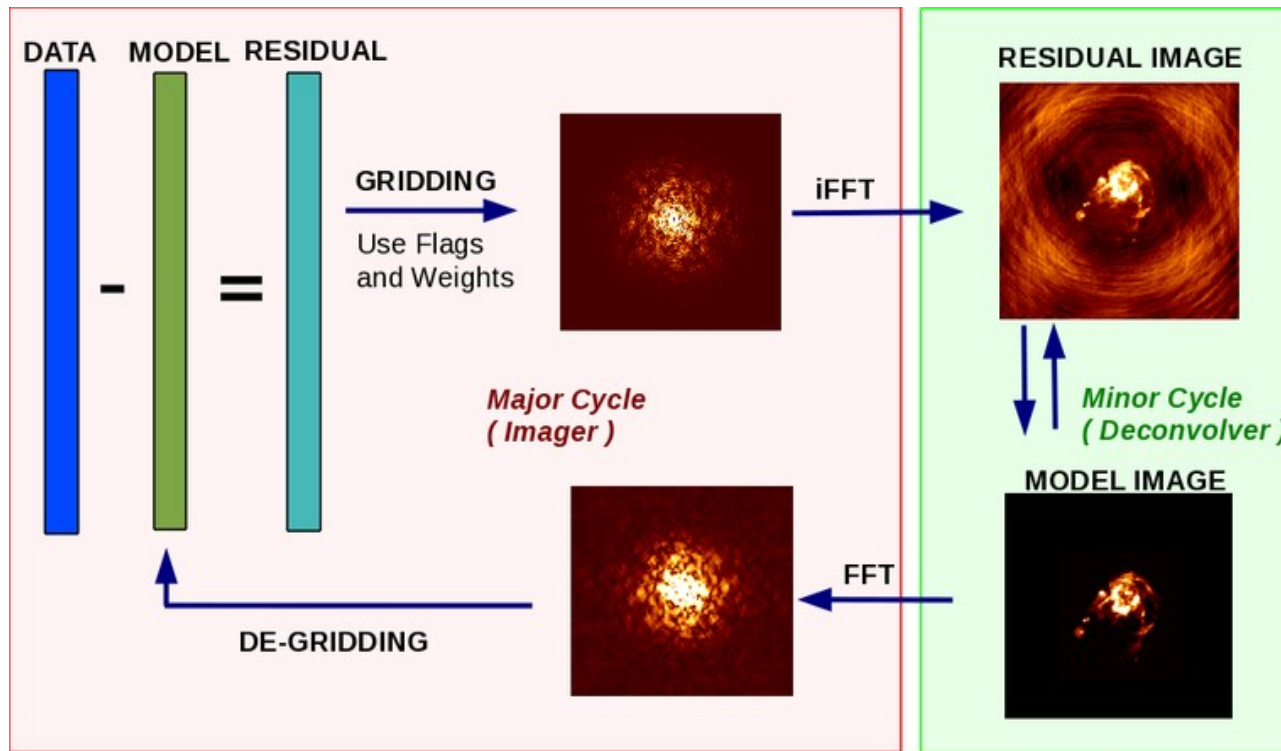 DATA MODEL RESIDUAL
RESIDUAL IMAGE
-
=
GRIDDING
Use Flags
and Weights
iFFT
Major Cycle
( Imager )
Minor Cycle
( Deconvolver )
MODEL IMAGE
FFT
DE-GRIDDING